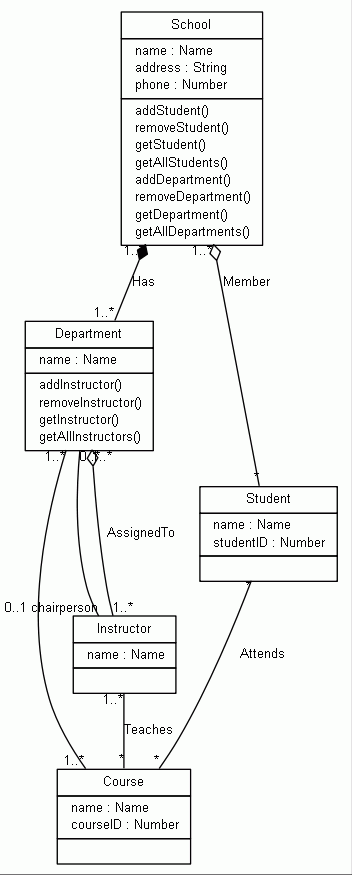 School
name : Name
address : String
phone : Number
addStudent()
removeStudent()
getStudent()
getAllStudents()
addDepartment()
removeDepartment()
getDepartment()
getAllDepartments()
1..*
Has
Member
1..*
Department
name : Name
addInstructor()
removeInstructor()
getInstructor()
getAllInstructors()
1..*
*
Student
name : Name
studentID : Number
*
AssignedTo
0..1 chairperson
1..*
Instructor
name : Name
Attends
1..*
Teaches
1..*
*
*
Course
name : Name
courseID : Number